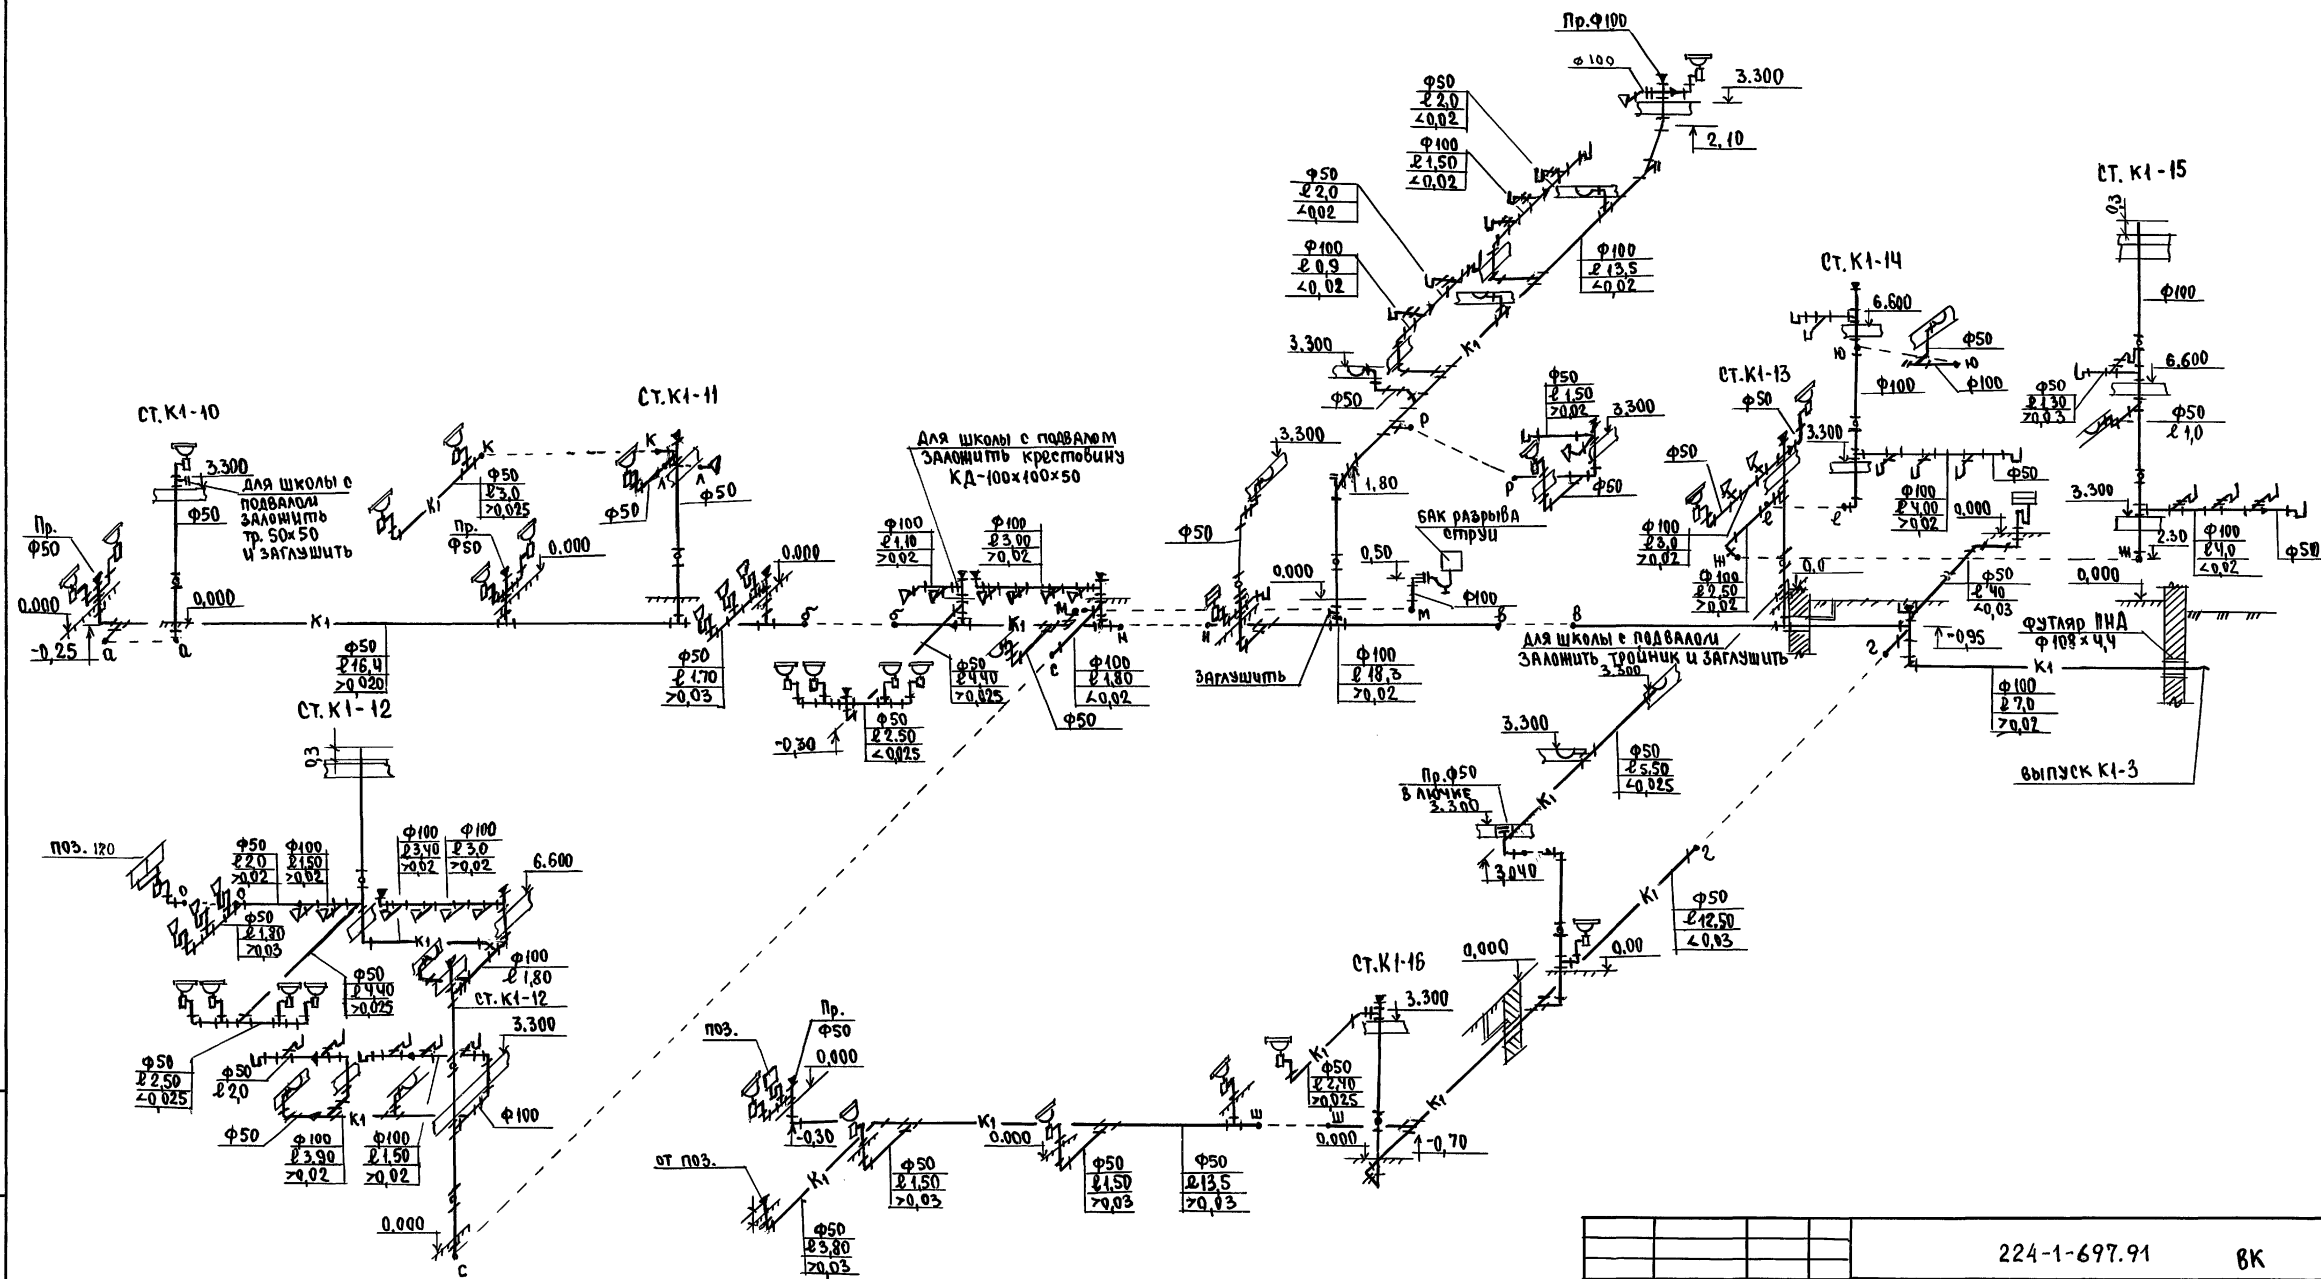 Пр.Ф100
Ф100
3.300
2,10
Ф50
ℓ2,0
<0,02
Ф100
ℓ1,50
<0,02
Ф50
ℓ2,0
<0,02
Ф100
ℓ0,9
<0,02
Ф100
ℓ13,5
<0,02
К1
3.300
Ф50
Р
1,80
СТ. К1-15
0,3
Ф100
6.600
Ф50
ℓ1,30
>0,03
Ф50
ℓ1,0
3.300
2.30
Ж
Ф100
ℓ4,0
<0,02
Ф50
0,000
СТ. К1-14
6.600
Ю
Ф50
Ю
Ф100
Ф100
3.300
Ф50
Ф100
ℓ4,00
>0,02
0,000
е
СТ.К1-13
Ф50
Ф50
е
Ф100
ℓ3,0
>0,02
Ж
Ф100
ℓ2,50
>0,02
0,0
Ф50
ℓ40
<0,03
-0,95
г
ФУТЛЯР ПНД
Ф108×4,4
К1
Ф100
ℓ7,0
>0,02
ВЫПУСК К1-3
Ф50
ℓ1,50
>0,02
3.300
Р
Ф50
СТ. К1-10
3.300
ДЛЯ ШКОЛЫ С
ПОДВАЛОМ
ЗАЛОЖИТЬ
тр. 50×50
И ЗАГЛУШИТЬ
Ф50
Пр.
Ф50
0.000
-0,25
а
а
0,000
К1
Ф50
ℓ16,4
>0,020
К
К1
Ф50
ℓ3,0
>0,025
Пр.
Ф50
0.000
СТ.К1-11
К
Л
Л
Ф50
Ф50
0.000
Ф50
ℓ1.70
>0,03
б
б
ДЛЯ ШКОЛЫ С ПОДВАЛОМ
ЗАЛОЖИТЬ КРЕСТОВИНУ
КД-100×100×50
Ф100
ℓ1,10
>0,02
Ф100
ℓ3,00
>0,02
М
К1
Н
С
Ф50
ℓ4,40
>0,025
Ф100
ℓ1,80
<0,02
Ф50
-0,30
Ф50
ℓ2.50
<0,025
3.300
Ф50
Н
0.000
ЗАГЛУШИТЬ
Ф100
ℓ18,3
>0,02
БАК РАЗРЫВА
СТРУИ
0,50
Ф100
М
В
В
ДЛЯ ШКОЛЫ С ПОДВАЛОМ
ЗАЛОЖИТЬ ТРОЙНИК И ЗАГЛУШИТЬ
3.300
3.300
Ф50
ℓ5.50
<0,025
К1
Пр.Ф50
В ЛЮЧКЕ
3.300
3,040
г
К1
Ф50
ℓ12,50
<0,03
0,00
0,000
К1
-0,70
СТ. К1-12
0,3
ПОЗ. 120
О
О
Ф50
ℓ2,0
>0,02
Ф100
ℓ1,50
>0,02
Ф100
ℓ3,40
>0,02
Ф100
ℓ3,0
>0,02
6.600
Ф50
ℓ1,80
>0,03
К1
Ф100
ℓ1,80
Ф50
ℓ4,40
>0,025
СТ.К1-12
3.300
Ф50
ℓ2,50
<0,025
Ф50
ℓ2,0
К1
Ф50
Ф100
ℓ3,90
>0,02
Ф100
ℓ1,50
>0,02
Ф100
0,000
С
ПОЗ.
Пр.
Ф50
0,000
-0,30
ОТ ПОЗ.
К1
Ф50
ℓ3,80
>0,03
К1
Ф50
ℓ1,50
>0,03
0.000
Ф50
ℓ1,50
>0,03
Ф50
ℓ13,5
>0,03
Ш
Ш
СТ.К1-16
3.300
К1
Ф50
ℓ2,40
>0,025
0.000
224-1-697.91 ВК